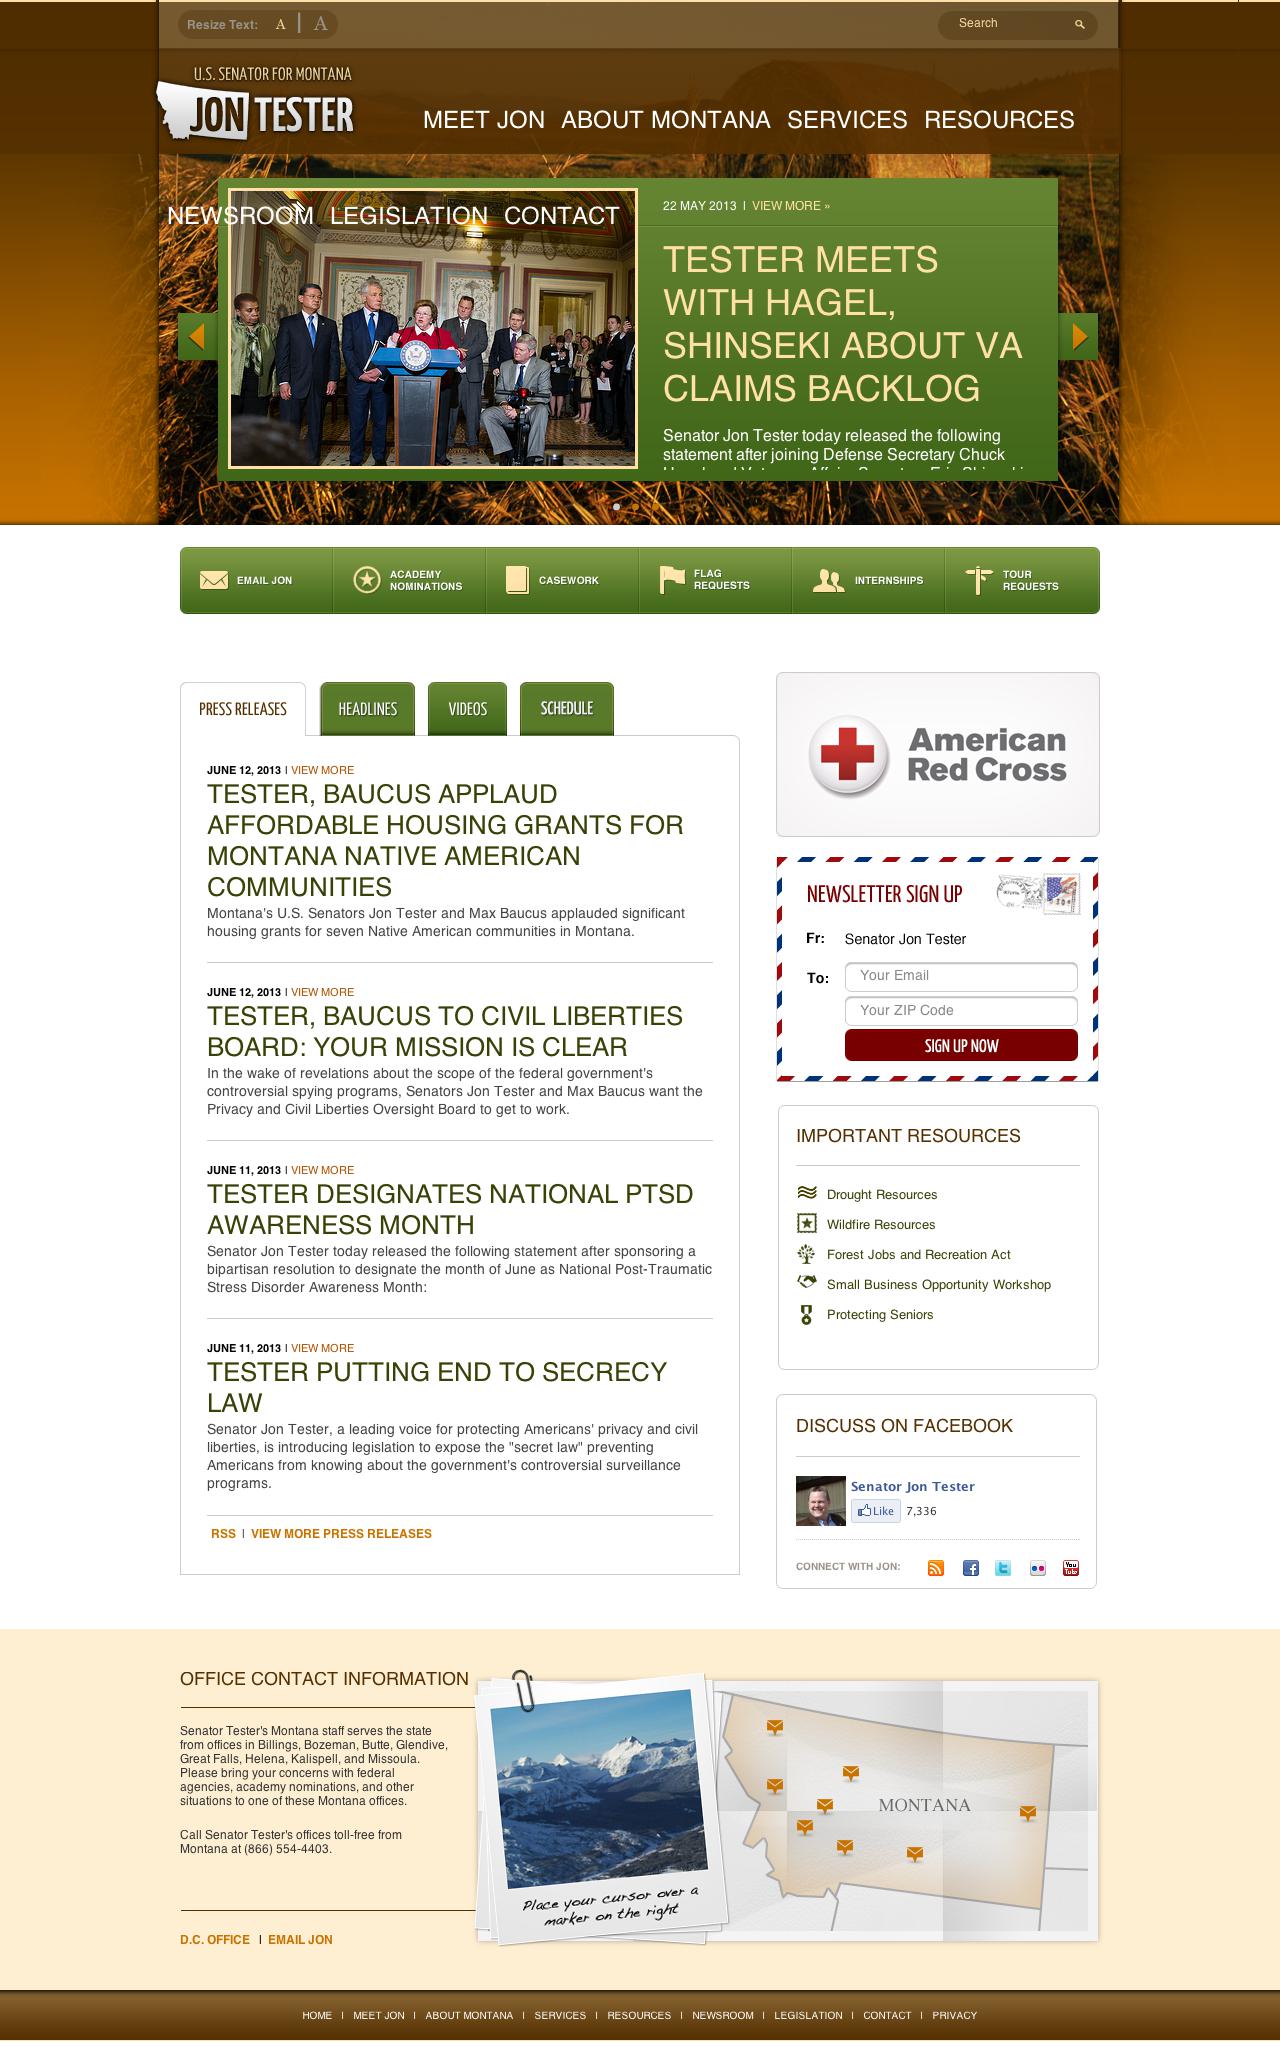 Resize Text: A | A
Search
U.S. SENATOR FOR MONTANA
JON TESTER
MEET JON ABOUT MONTANA SERVICES RESOURCES
NEWSROOM LEGISLATION CONTACT
22 MAY 2013 | VIEW MORE »
TESTER MEETS
WITH HAGEL,
SHINSEKI ABOUT VA
CLAIMS BACKLOG
Senator Jon Tester today released the following
statement after joining Defense Secretary Chuck
EMAIL JON
ACADEMY
NOMINATIONS
CASEWORK
FLAG
REQUESTS
INTERNSHIPS
TOUR
REQUESTS
PRESS RELEASES
HEADLINES
VIDEOS
SCHEDULE
JUNE 12, 2013 | VIEW MORE
TESTER, BAUCUS APPLAUD
AFFORDABLE HOUSING GRANTS FOR
MONTANA NATIVE AMERICAN
COMMUNITIES
Montana's U.S. Senators Jon Tester and Max Baucus applauded significant
housing grants for seven Native American communities in Montana.
JUNE 12, 2013 | VIEW MORE
TESTER, BAUCUS TO CIVIL LIBERTIES
BOARD: YOUR MISSION IS CLEAR
In the wake of revelations about the scope of the federal government's
controversial spying programs, Senators Jon Tester and Max Baucus want the
Privacy and Civil Liberties Oversight Board to get to work.
JUNE 11, 2013 | VIEW MORE
TESTER DESIGNATES NATIONAL PTSD
AWARENESS MONTH
Senator Jon Tester today released the following statement after sponsoring a
bipartisan resolution to designate the month of June as National Post-Traumatic
Stress Disorder Awareness Month:
JUNE 11, 2013 | VIEW MORE
TESTER PUTTING END TO SECRECY
LAW
Senator Jon Tester, a leading voice for protecting Americans' privacy and civil
liberties, is introducing legislation to expose the "secret law" preventing
Americans from knowing about the government's controversial surveillance
programs.
RSS | VIEW MORE PRESS RELEASES
American
Red Cross
NEWSLETTER SIGN UP
Fr: Senator Jon Tester
To: Your Email
Your ZIP Code
SIGN UP NOW
IMPORTANT RESOURCES
Drought Resources
Wildfire Resources
Forest Jobs and Recreation Act
Small Business Opportunity Workshop
Protecting Seniors
DISCUSS ON FACEBOOK
Senator Jon Tester
Like 7,336
CONNECT WITH JON:
You
Tube
OFFICE CONTACT INFORMATION
Senator Tester's Montana staff serves the state
from offices in Billings, Bozeman, Butte, Glendive,
Great Falls, Helena, Kalispell, and Missoula.
Please bring your concerns with federal
agencies, academy nominations, and other
situations to one of these Montana offices.
Call Senator Tester's offices toll-free from
Montana at (866) 554-4403.
D.C. OFFICE | EMAIL JON
Place your cursor over a
marker on the right
MONTANA
HOME | MEET JON | ABOUT MONTANA | SERVICES | RESOURCES | NEWSROOM | LEGISLATION | CONTACT | PRIVACY